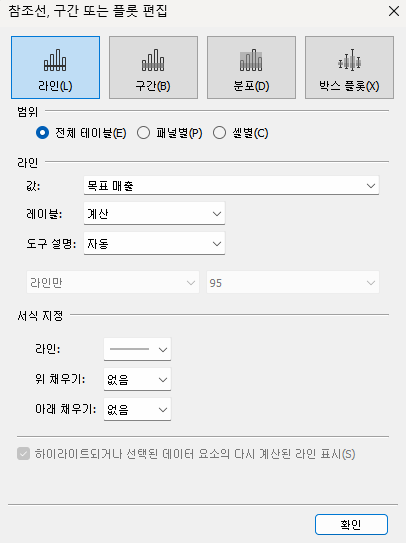 참조선, 구간 또는 플롯 편집
라인(L) 구간(B) 분포(D) 박스 플롯(X)
범위
전체 테이블(E) 패널별(P) 셀별(C)
라인
값: 목표 매출
레이블: 계산
도구 설명: 자동
라인만 95
서식 지정
라인:
위 채우기: 없음
아래 채우기: 없음
하이라이트되거나 선택된 데이터 요소의 다시 계산된 라인 표시(S)
확인